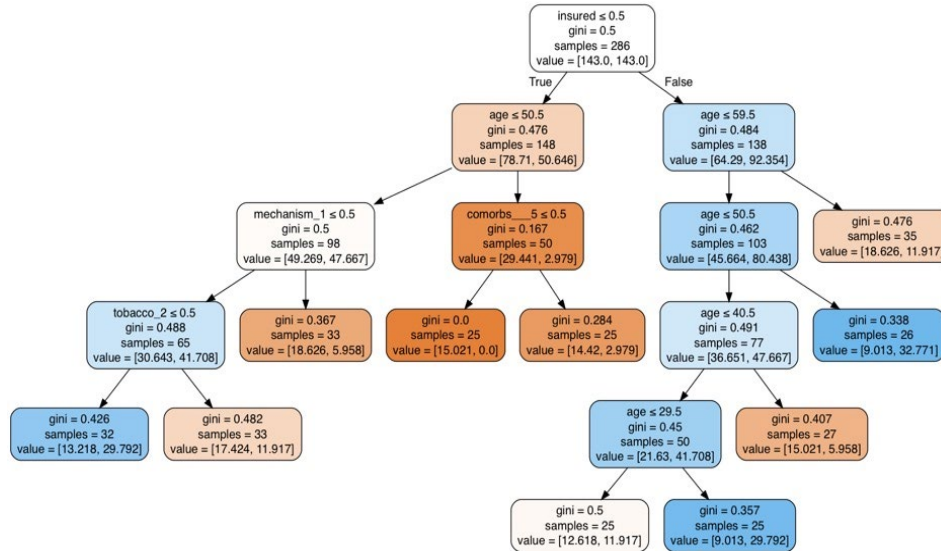 insured ≤ 0.5
gini = 0.5
samples = 286
value = [143.0, 143.0]
True
False
age ≤ 50.5
gini = 0.476
samples = 148
value = [78.71, 50.646]
age ≤ 59.5
gini = 0.484
samples = 138
value = [64.29, 92.354]
mechanism_1 ≤ 0.5
gini = 0.5
samples = 98
value = [49.269, 47.667]
comorbs___5 ≤ 0.5
gini = 0.167
samples = 50
value = [29.441, 2.979]
age ≤ 50.5
gini = 0.462
samples = 103
value = [45.664, 80.438]
gini = 0.476
samples = 35
value = [18.626, 11.917]
tobacco_2 ≤ 0.5
gini = 0.488
samples = 65
value = [30.643, 41.708]
gini = 0.367
samples = 33
value = [18.626, 5.958]
gini = 0.0
samples = 25
value = [15.021, 0.0]
gini = 0.284
samples = 25
value = [14.42, 2.979]
age ≤ 40.5
gini = 0.491
samples = 77
value = [36.651, 47.667]
gini = 0.338
samples = 26
value = [9.013, 32.771]
gini = 0.426
samples = 32
value = [13.218, 29.792]
gini = 0.482
samples = 33
value = [17.424, 11.917]
age ≤ 29.5
gini = 0.45
samples = 50
value = [21.63, 41.708]
gini = 0.407
samples = 27
value = [15.021, 5.958]
gini = 0.5
samples = 25
value = [12.618, 11.917]
gini = 0.357
samples = 25
value = [9.013, 29.792]